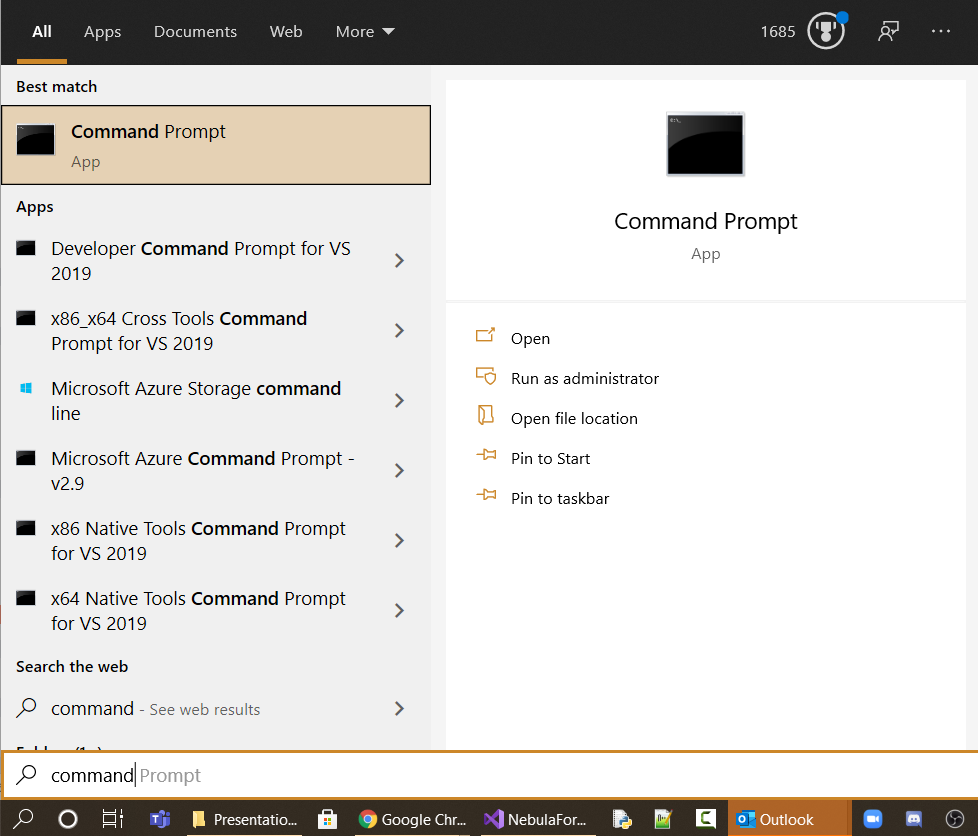 All Apps Documents Web More 1685
Best match
Command Prompt
App
Apps
Developer Command Prompt for VS
2019
x86_x64 Cross Tools Command
Prompt for VS 2019
Microsoft Azure Storage command
line
Microsoft Azure Command Prompt -
v2.9
x86 Native Tools Command Prompt
for VS 2019
x64 Native Tools Command Prompt
for VS 2019
Search the web
command - See web results
Command Prompt
App
Open
Run as administrator
Open file location
Pin to Start
Pin to taskbar
command Prompt
Presentatio... Google Chr... NebulaFor... Outlook